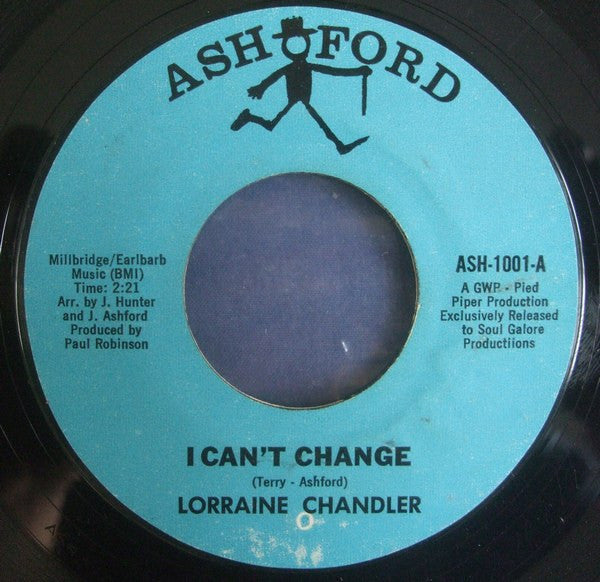 ASHFORD
Millbridge/Earlbarb
Music (BMI)
Time: 2:21
Arr. by J. Hunter
and J. Ashford
Produced by
Paul Robinson
ASH-1001-A
A GWP - Pied
Piper Production
Exclusively Released
to Soul Galore
Productiions
I CAN'T CHANGE
(Terry - Ashford)
LORRAINE CHANDLER
O